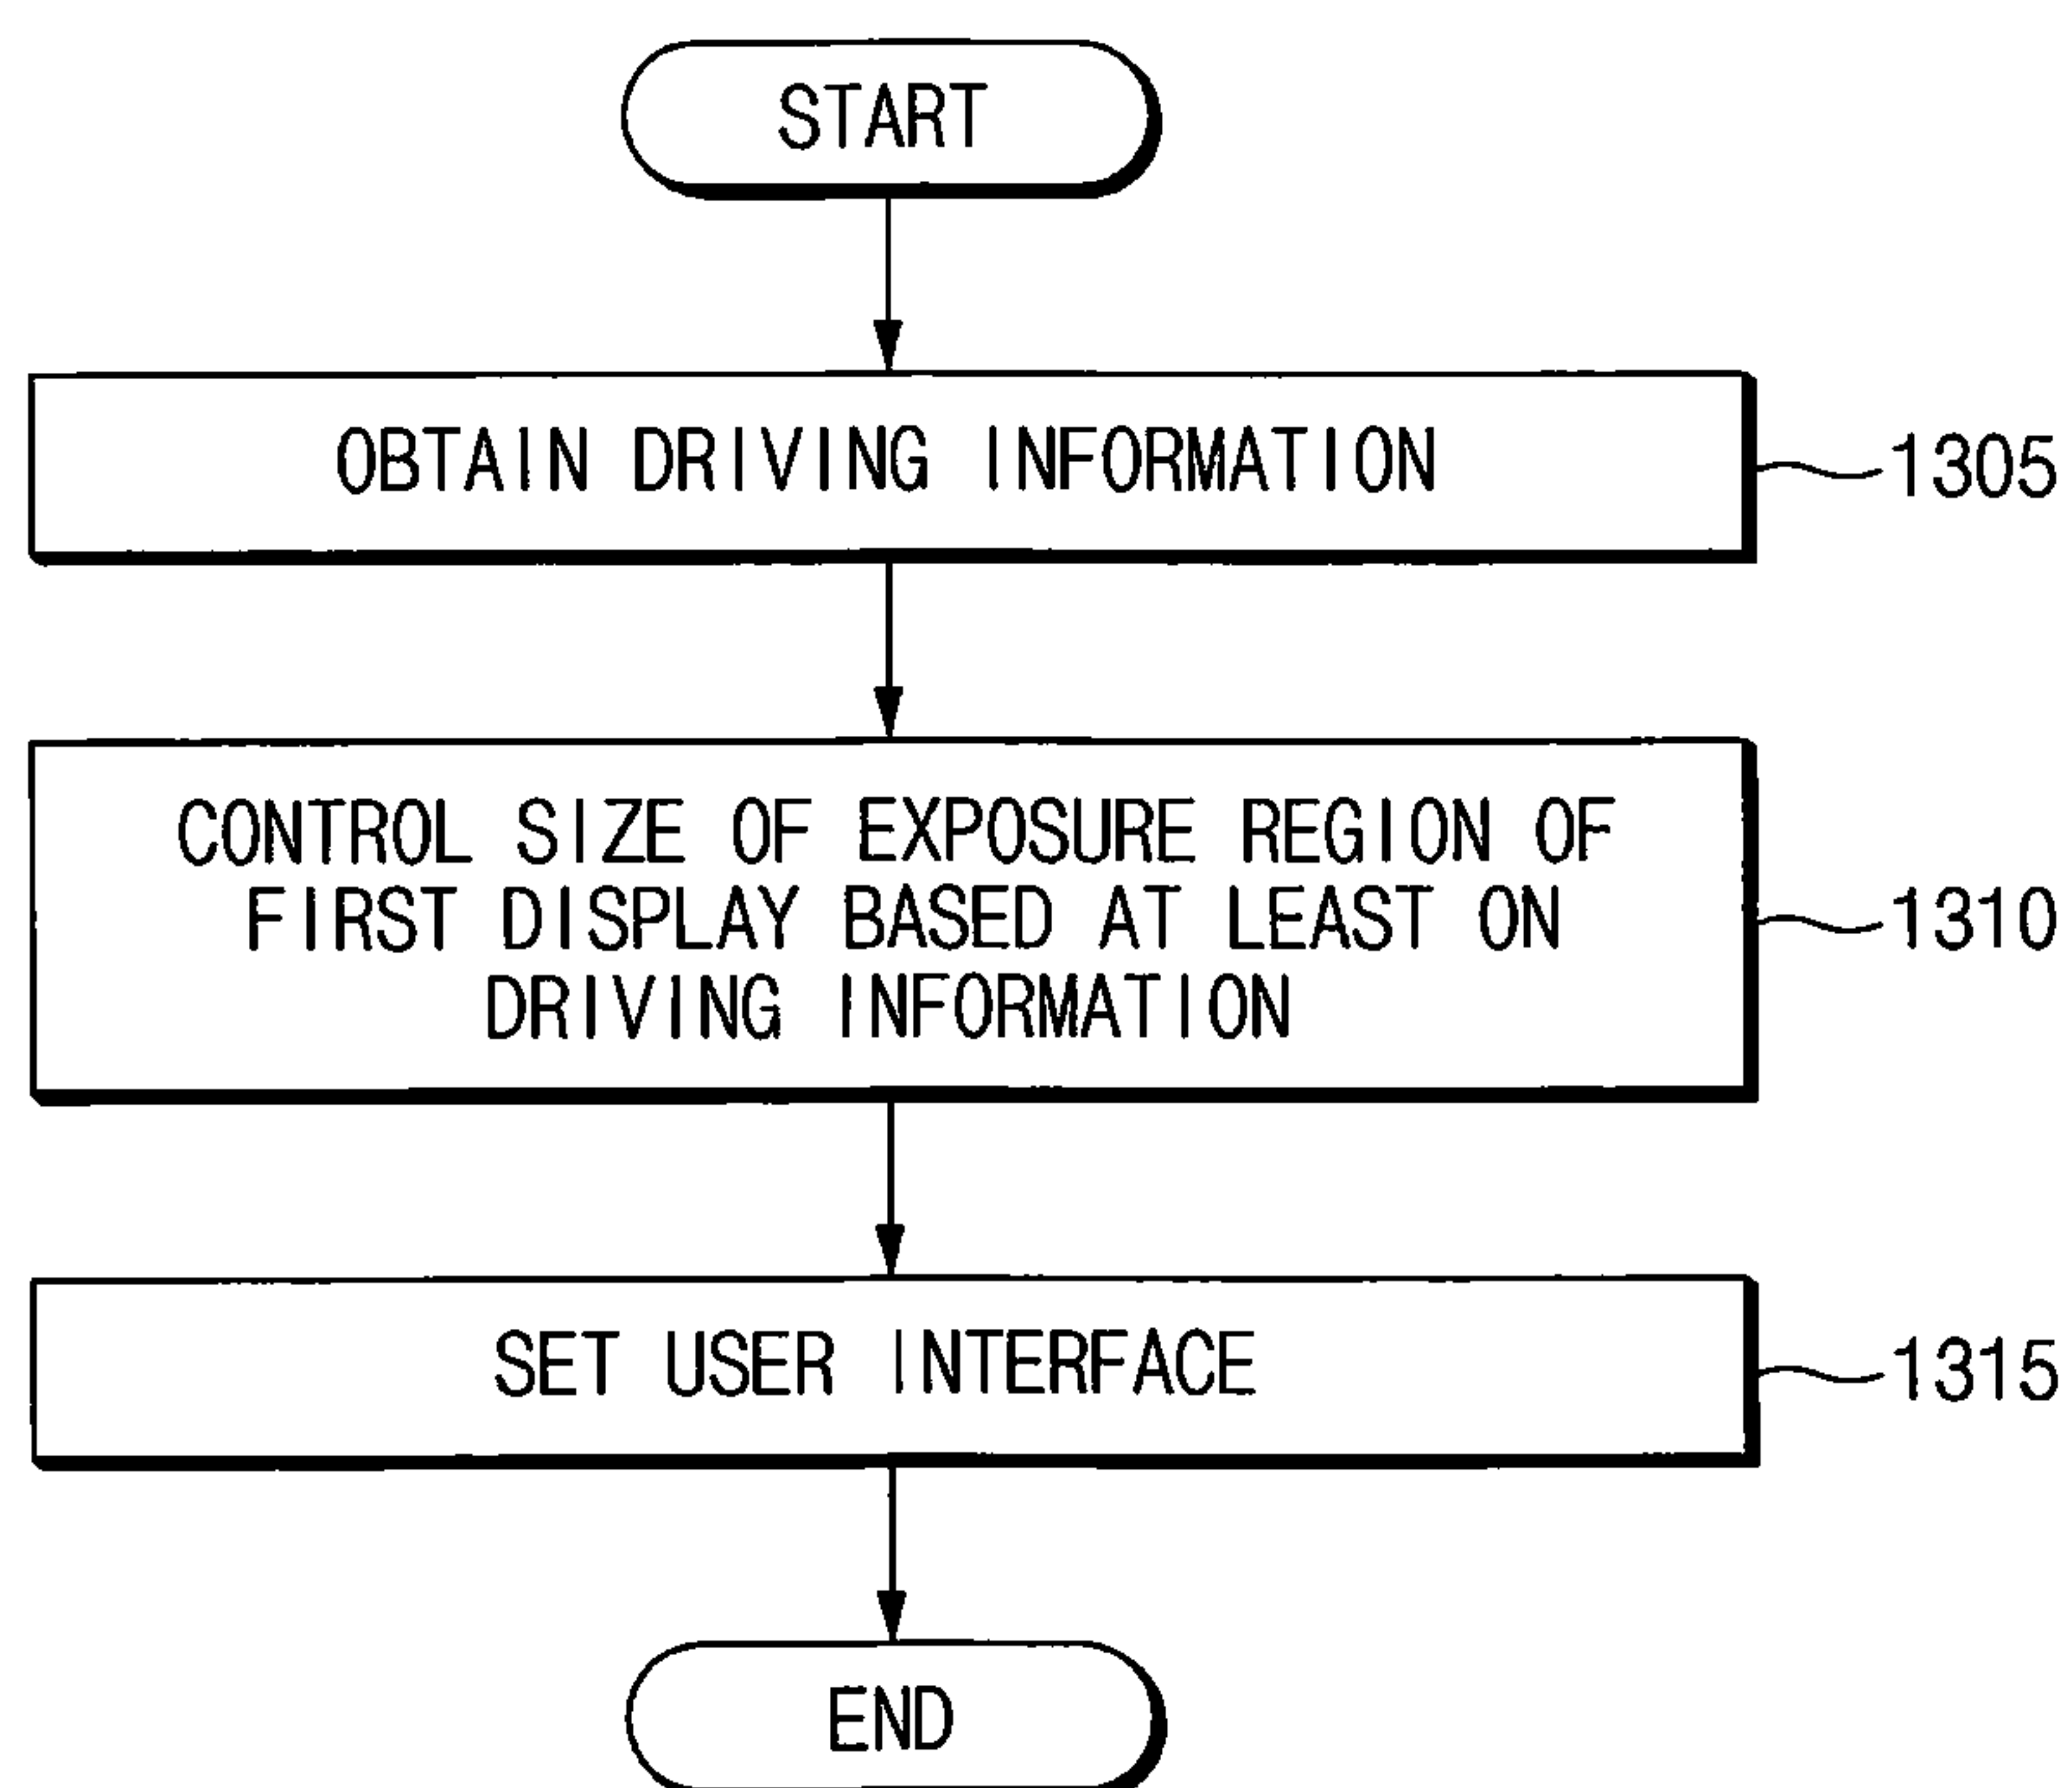 START
OBTAIN DRIVING INFORMATION
1305
CONTROL SIZE OF EXPOSURE REGION OF
FIRST DISPLAY BASED AT LEAST ON
DRIVING INFORMATION
1310
SET USER INTERFACE
1315
END